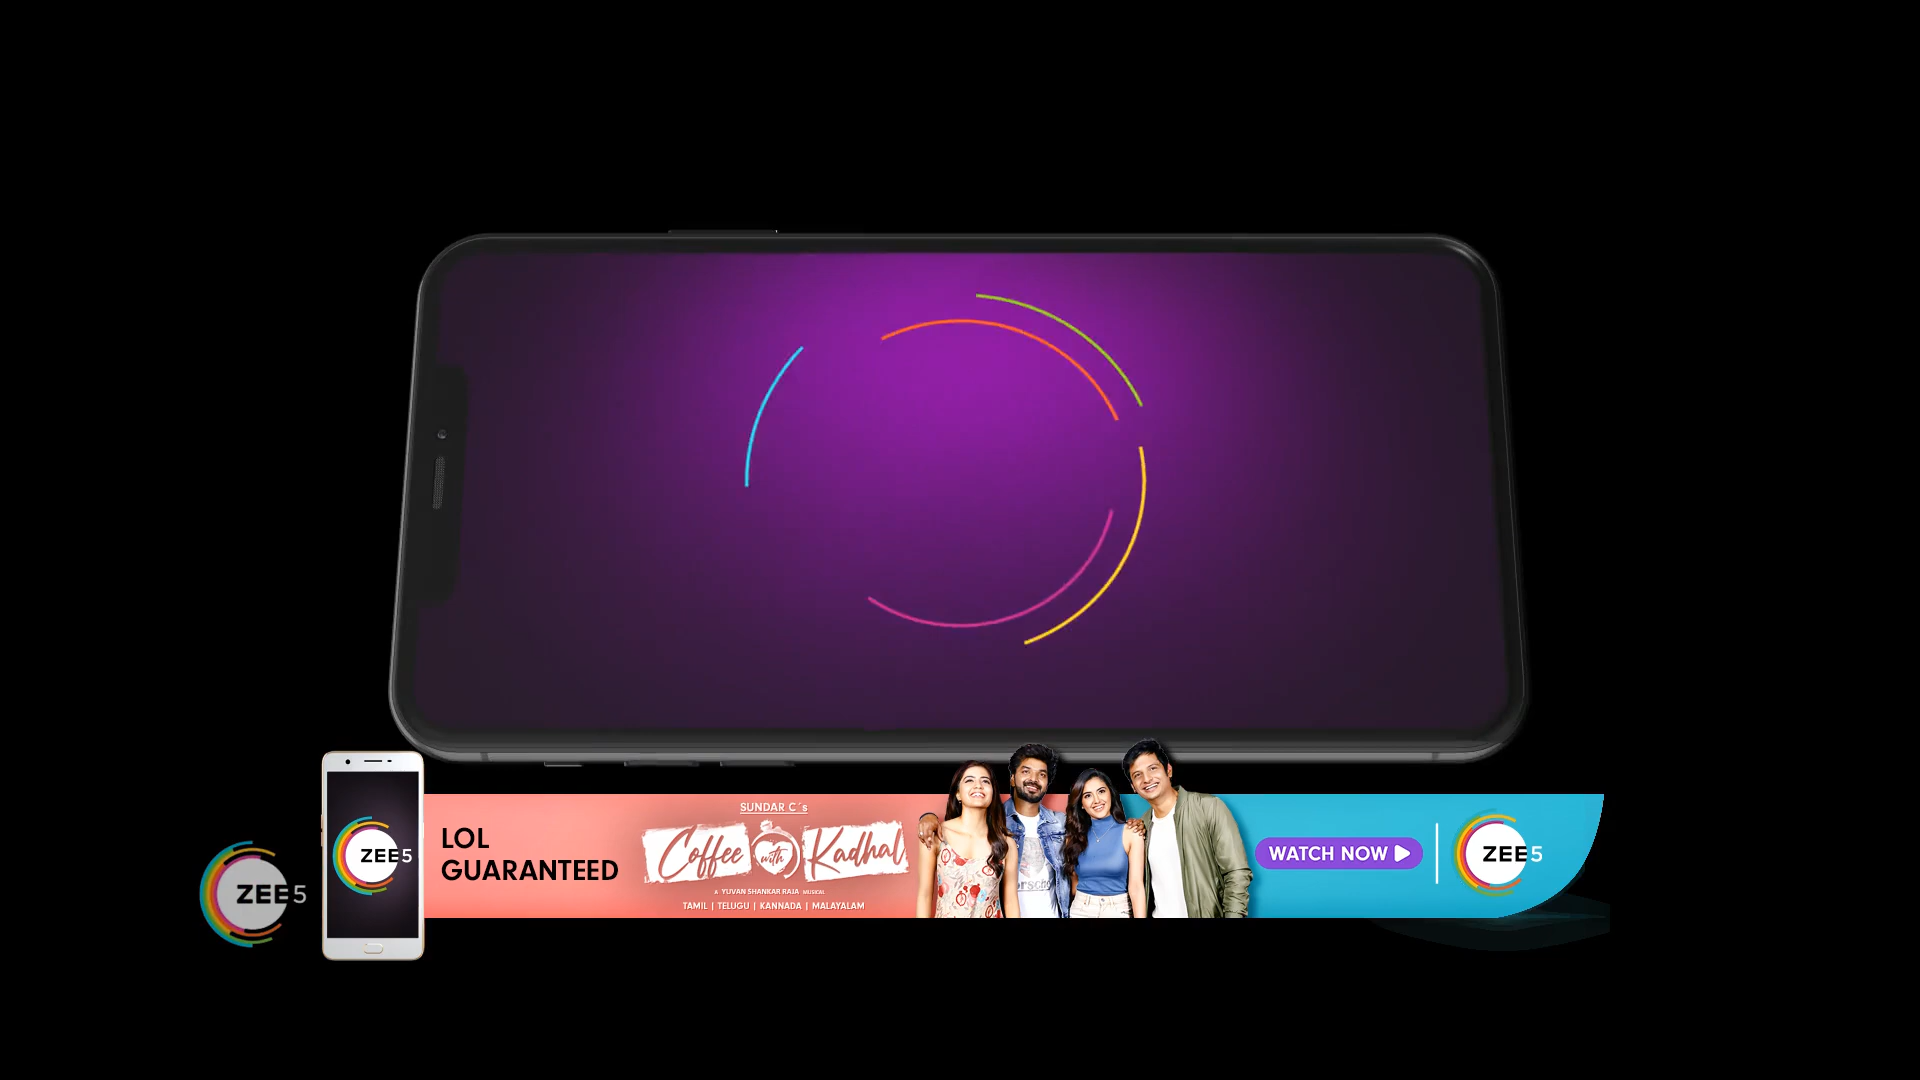 LOL
GUARANTEED
SUNDAR C's
Coffee with Kadhal
A YUVAN SHANKAR RAJA MUSICAL
TAMIL | TELUGU | KANNADA | MALAYALAM
WATCH NOW
ZEE5
ZEE5
ZEE5